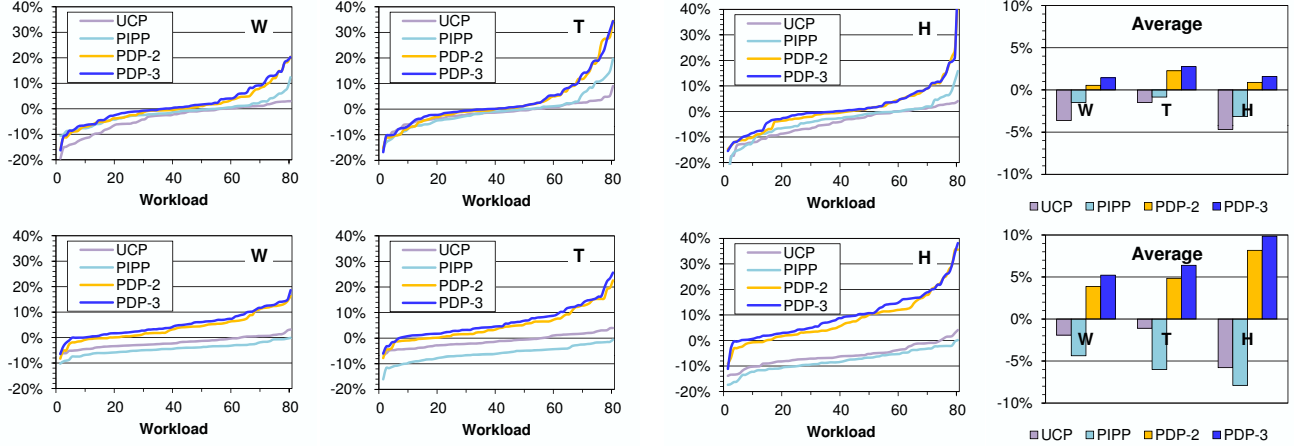 40%
30%
20%
10%
0%
-10%
-20%
UCP
PIPP
PDP-2
PDP-3
W
0 20 40 60 80
Workload
40%
30%
20%
10%
0%
-10%
-20%
UCP
PIPP
PDP-2
PDP-3
T
0 20 40 60 80
Workload
40%
30%
20%
10%
0%
-10%
-20%
UCP
PIPP
PDP-2
PDP-3
H
0 20 40 60 80
Workload
10%
5%
0%
-5%
-10%
Average
W T H
UCP PIPP PDP-2 PDP-3
40%
30%
20%
10%
0%
-10%
-20%
UCP
PIPP
PDP-2
PDP-3
W
0 20 40 60 80
Workload
40%
30%
20%
10%
0%
-10%
-20%
UCP
PIPP
PDP-2
PDP-3
T
0 20 40 60 80
Workload
40%
30%
20%
10%
0%
-10%
-20%
UCP
PIPP
PDP-2
PDP-3
H
0 20 40 60 80
Workload
10%
5%
0%
-5%
-10%
Average
W T H
UCP PIPP PDP-2 PDP-3